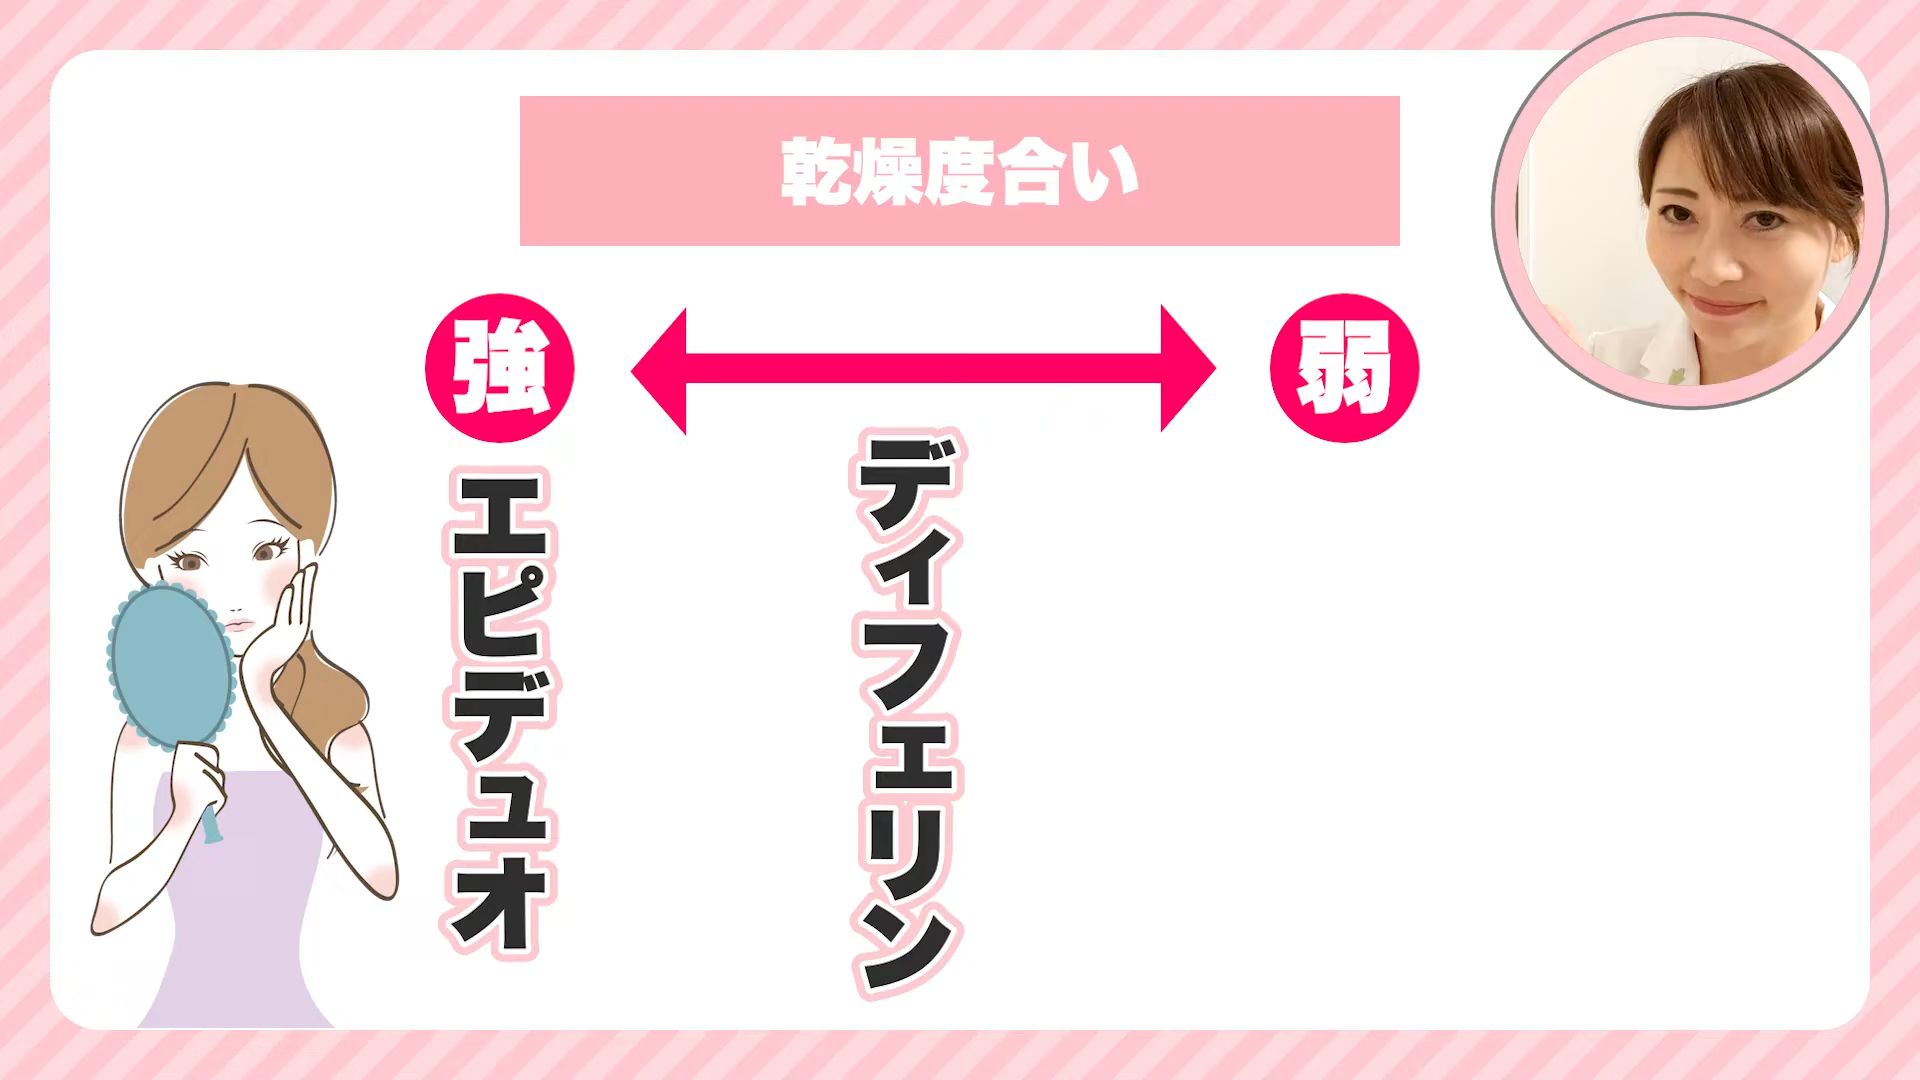 乾燥度合い
強
弱
エピデュオ
ディフェリン